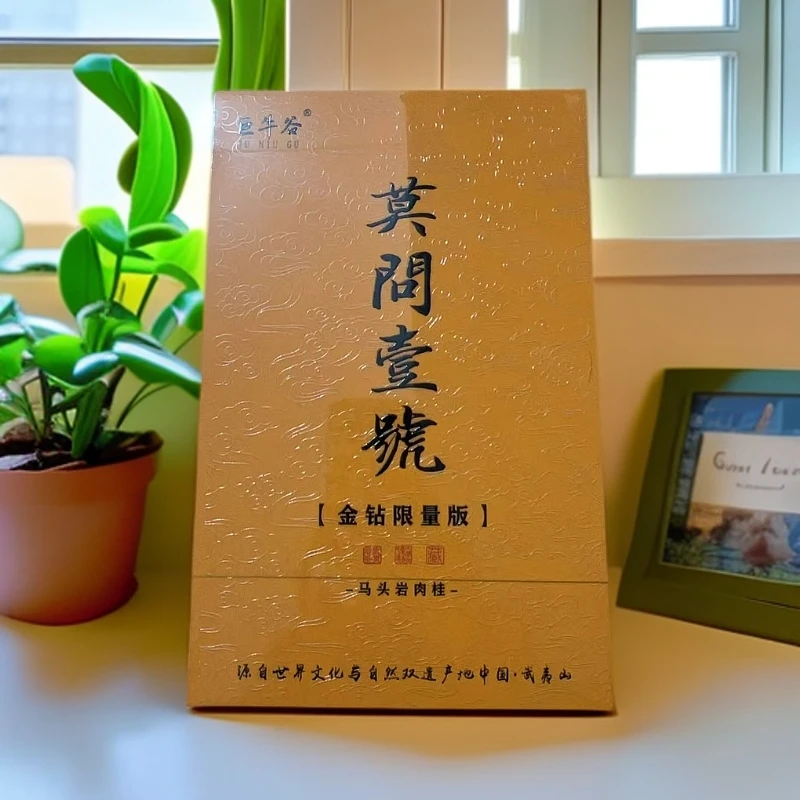 巨牛谷®
JU NIU GU
莫問壹號
【金钻限量版】
藏
-马头岩肉桂-
源自世界文化与自然双遗产地中国·武夷山